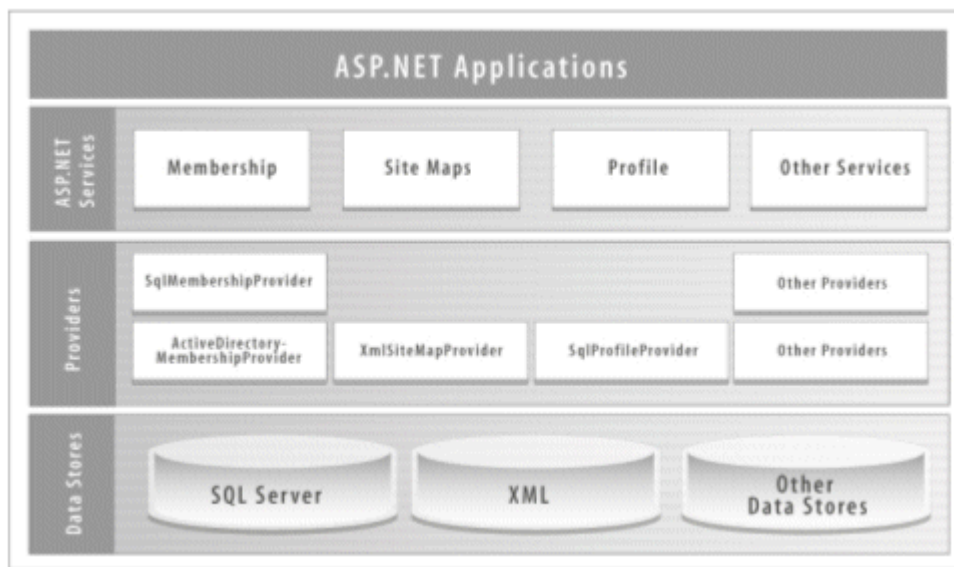 ASP.NET Applications
ASP.NET
Services
Membership
Site Maps
Profile
Other Services
Providers
SqlMembershipProvider
Other Providers
ActiveDirectory-
MembershipProvider
XmlSiteMapProvider
SqlProfileProvider
Other Providers
Data Stores
SQL Server
XML
Other
Data Stores